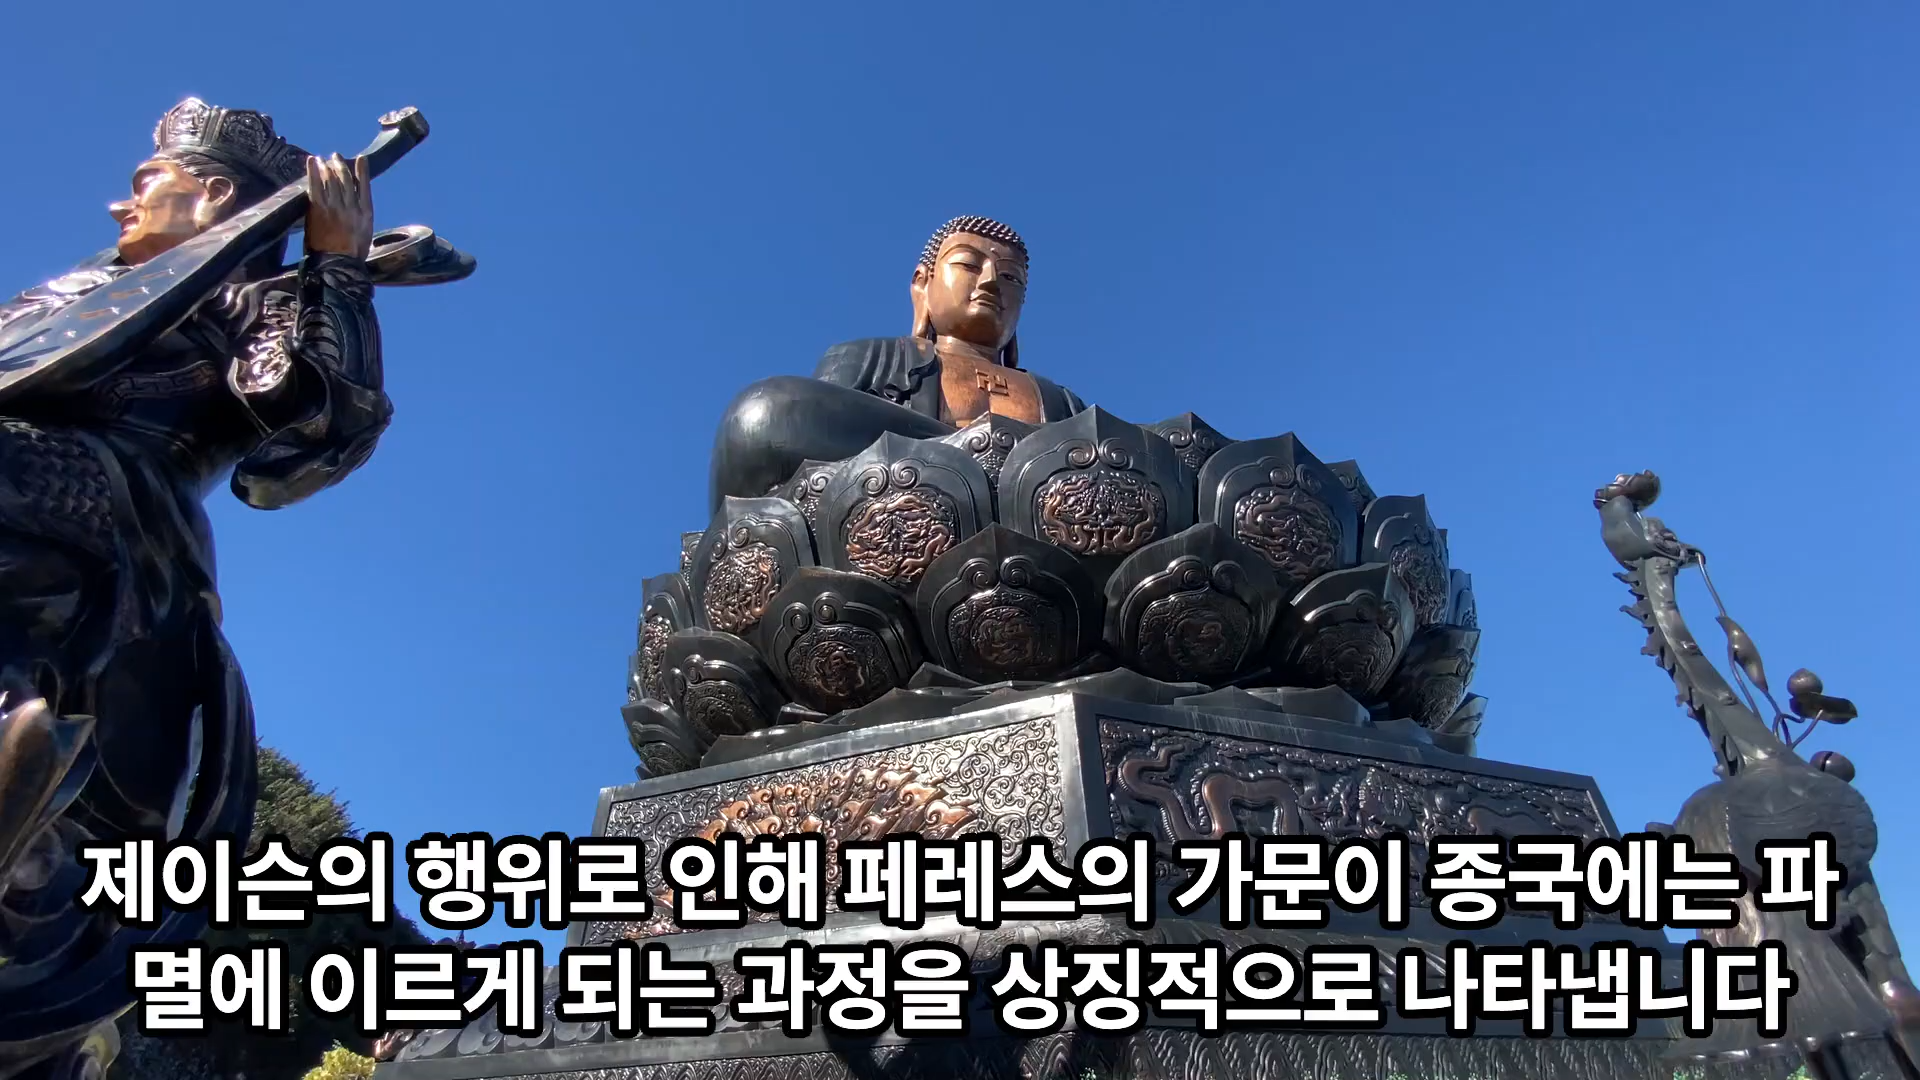 제이슨의 행위로 인해 페레스의 가문이 종국에는 파
멸에 이르게 되는 과정을 상징적으로 나타냅니다